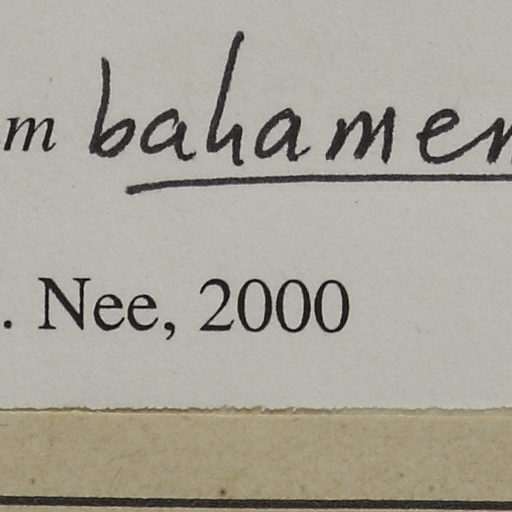 m bahamen
. Nee, 2000